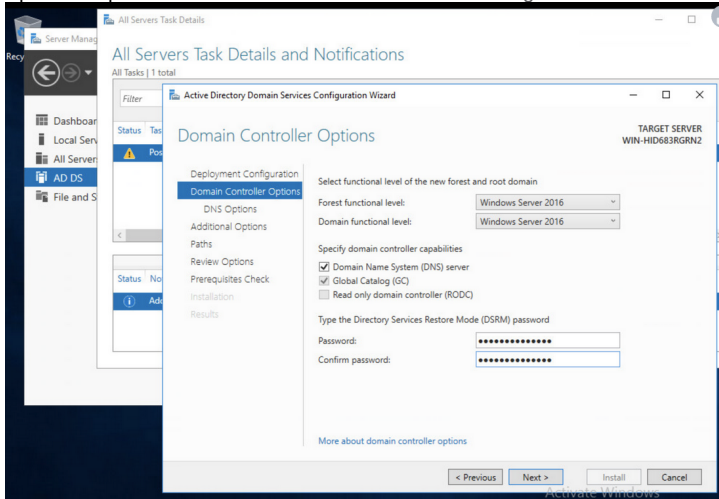 All Servers Task Details
Server Manag
Recy
All Servers Task Details and Notifications
All Tasks | 1 total
Filter
Status Tas
Pos
Dashboar
Local Serv
All Server
AD DS
File and S
Status No
Add
Active Directory Domain Services Configuration Wizard
Domain Controller Options
TARGET SERVER
WIN-HID683RGRN2
Deployment Configuration
Domain Controller Options
DNS Options
Additional Options
Paths
Review Options
Prerequisites Check
Installation
Results
Select functional level of the new forest and root domain
Forest functional level: Windows Server 2016
Domain functional level: Windows Server 2016
Specify domain controller capabilities
Domain Name System (DNS) server
Global Catalog (GC)
Read only domain controller (RODC)
Type the Directory Services Restore Mode (DSRM) password
Password: ••••••••••••••
Confirm password: ••••••••••••••
More about domain controller options
< Previous Next > Install Cancel
Activate Windows